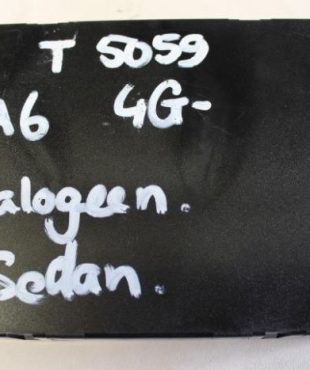 T 5059
A6 4G-
alogeen.
Sedan.